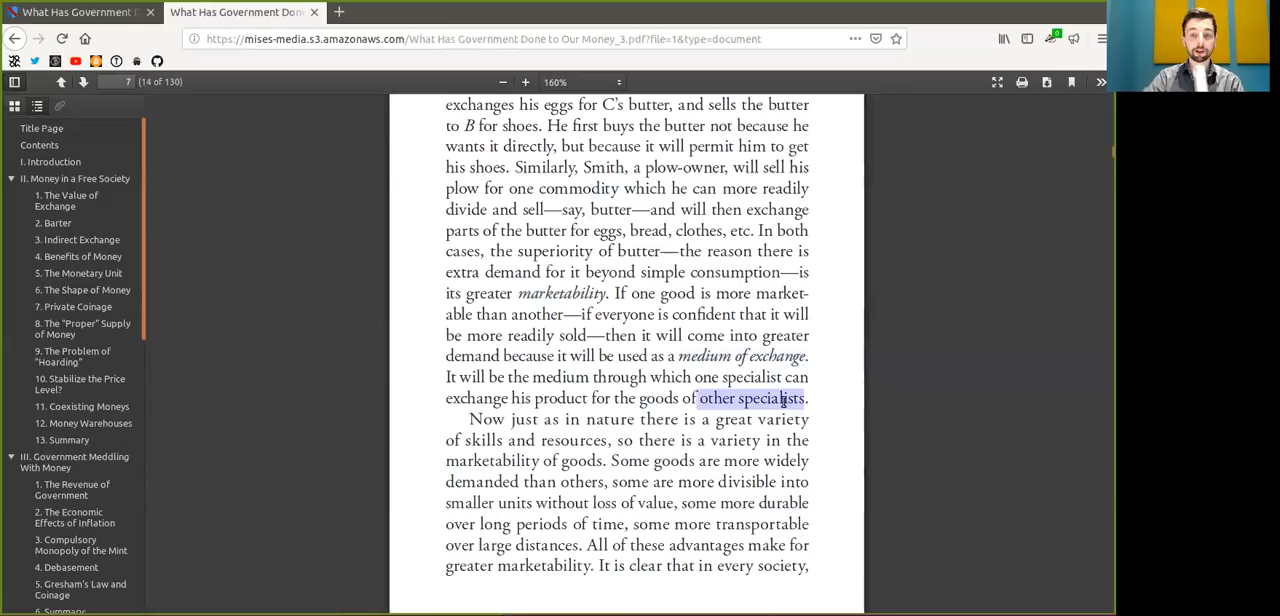 What Has Government D
What Has Government Done
https://mises-media.s3.amazonaws.com/What Has Government Done to Our Money_3.pdf?file=1&type=document
0
7 (14 of 130)
160%
Title Page
Contents
I. Introduction
II. Money in a Free Society
1. The Value of
Exchange
2. Barter
3. Indirect Exchange
4. Benefits of Money
5. The Monetary Unit
6. The Shape of Money
7. Private Coinage
8. The "Proper" Supply
of Money
9. The Problem of
"Hoarding"
10. Stabilize the Price
Level?
11. Coexisting Moneys
12. Money Warehouses
13. Summary
III. Government Meddling
With Money
1. The Revenue of
Government
2. The Economic
Effects of Inflation
3. Compulsory
Monopoly of the Mint
4. Debasement
5. Gresham's Law and
Coinage
6. Summary
exchanges his eggs for C's butter, and sells the butter
to B for shoes. He first buys the butter not because he
wants it directly, but because it will permit him to get
his shoes. Similarly, Smith, a plow-owner, will sell his
plow for one commodity which he can more readily
divide and sell—say, butter—and will then exchange
parts of the butter for eggs, bread, clothes, etc. In both
cases, the superiority of butter—the reason there is
extra demand for it beyond simple consumption—is
its greater marketability. If one good is more market-
able than another—if everyone is confident that it will
be more readily sold—then it will come into greater
demand because it will be used as a medium of exchange.
It will be the medium through which one specialist can
exchange his product for the goods of other specialists.
Now just as in nature there is a great variety
of skills and resources, so there is a variety in the
marketability of goods. Some goods are more widely
demanded than others, some are more divisible into
smaller units without loss of value, some more durable
over long periods of time, some more transportable
over large distances. All of these advantages make for
greater marketability. It is clear that in every society,